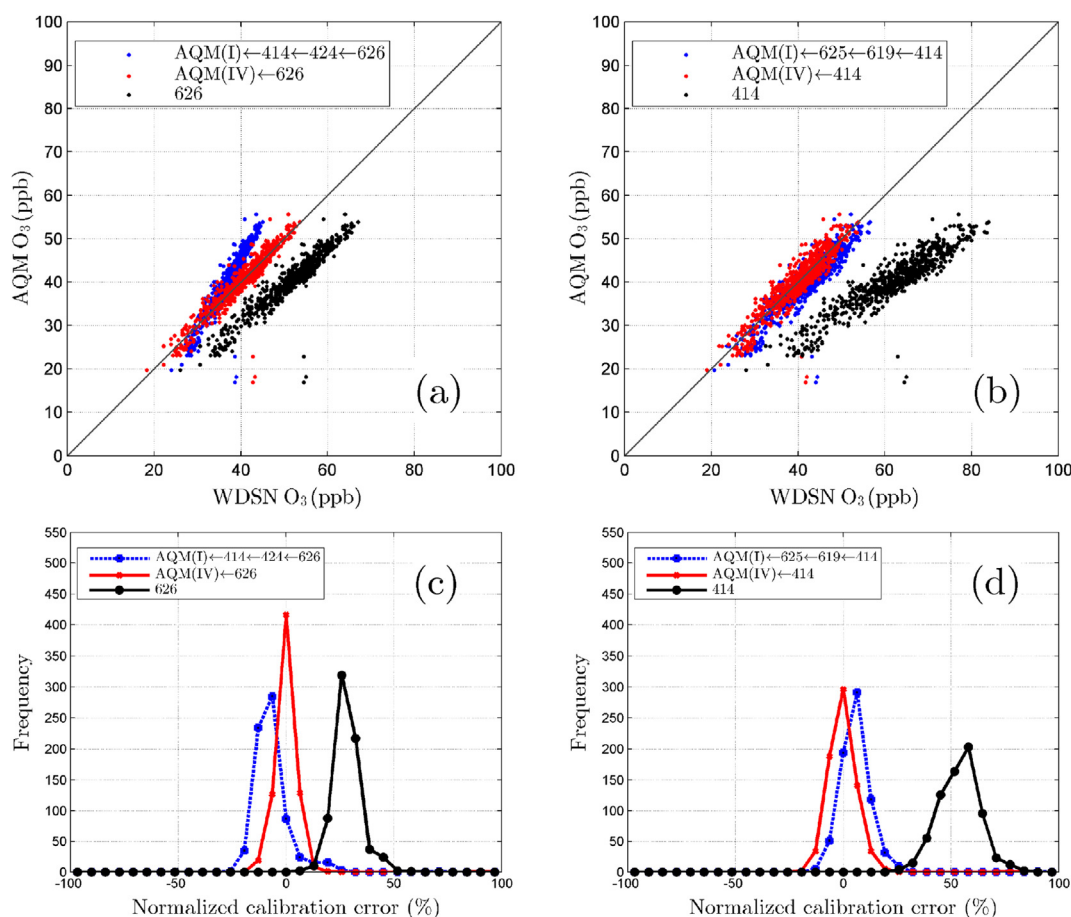 100
90
80
70
60
50
40
30
20
10
0
AQM O₃(ppb)
AQM(I)←414←424←626
AQM(IV)←626
626
(a)
0 20 40 60 80 100
WDSN O₃(ppb)
100
90
80
70
60
50
40
30
20
10
0
AQM O₃(ppb)
AQM(I)←625←619←414
AQM(IV)←414
414
(b)
0 20 40 60 80 100
WDSN O₃(ppb)
550
500
450
400
350
300
250
200
150
100
50
0
Frequency
AQM(I)←414←424←626
AQM(IV)←626
626
(c)
-100 -50 0 50 100
Normalized calibration error (%)
550
500
450
400
350
300
250
200
150
100
50
0
Frequency
AQM(I)←625←619←414
AQM(IV)←414
414
(d)
-100 -50 0 50 100
Normalized calibration error (%)